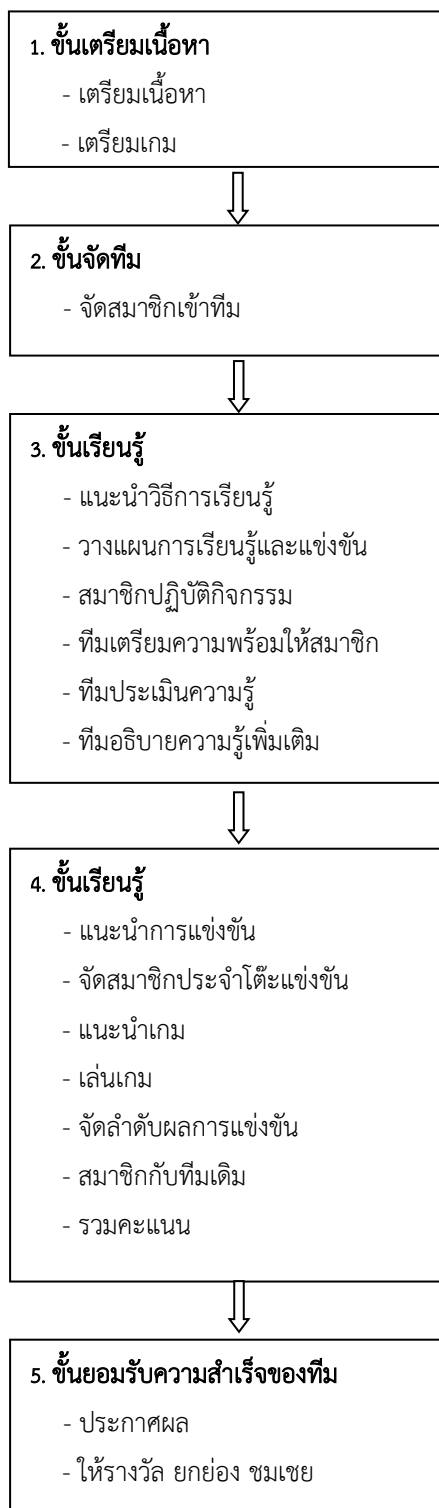 1. ขั้นเตรียมเนื้อหา
- เตรียมเนื้อหา
- เตรียมเกม
2. ขั้นจัดทีม
- จัดสมาชิกเข้าทีม
3. ขั้นเรียนรู้
- แนะนำวิธีการเรียนรู้
- วางแผนการเรียนรู้และแข่งขัน
- สมาชิกปฏิบัติกิจกรรม
- ทีมเตรียมความพร้อมให้สมาชิก
- ทีมประเมินความรู้
- ทีมอธิบายความรู้เพิ่มเติม
4. ขั้นเรียนรู้
- แนะนำการแข่งขัน
- จัดสมาชิกประจำโต๊ะแข่งขัน
- แนะนำเกม
- เล่นเกม
- จัดลำดับผลการแข่งขัน
- สมาชิกกับทีมเดิม
- รวมคะแนน
5. ขั้นยอมรับความสำเร็จของทีม
- ประกาศผล
- ให้รางวัล ยกย่อง ชมเชย